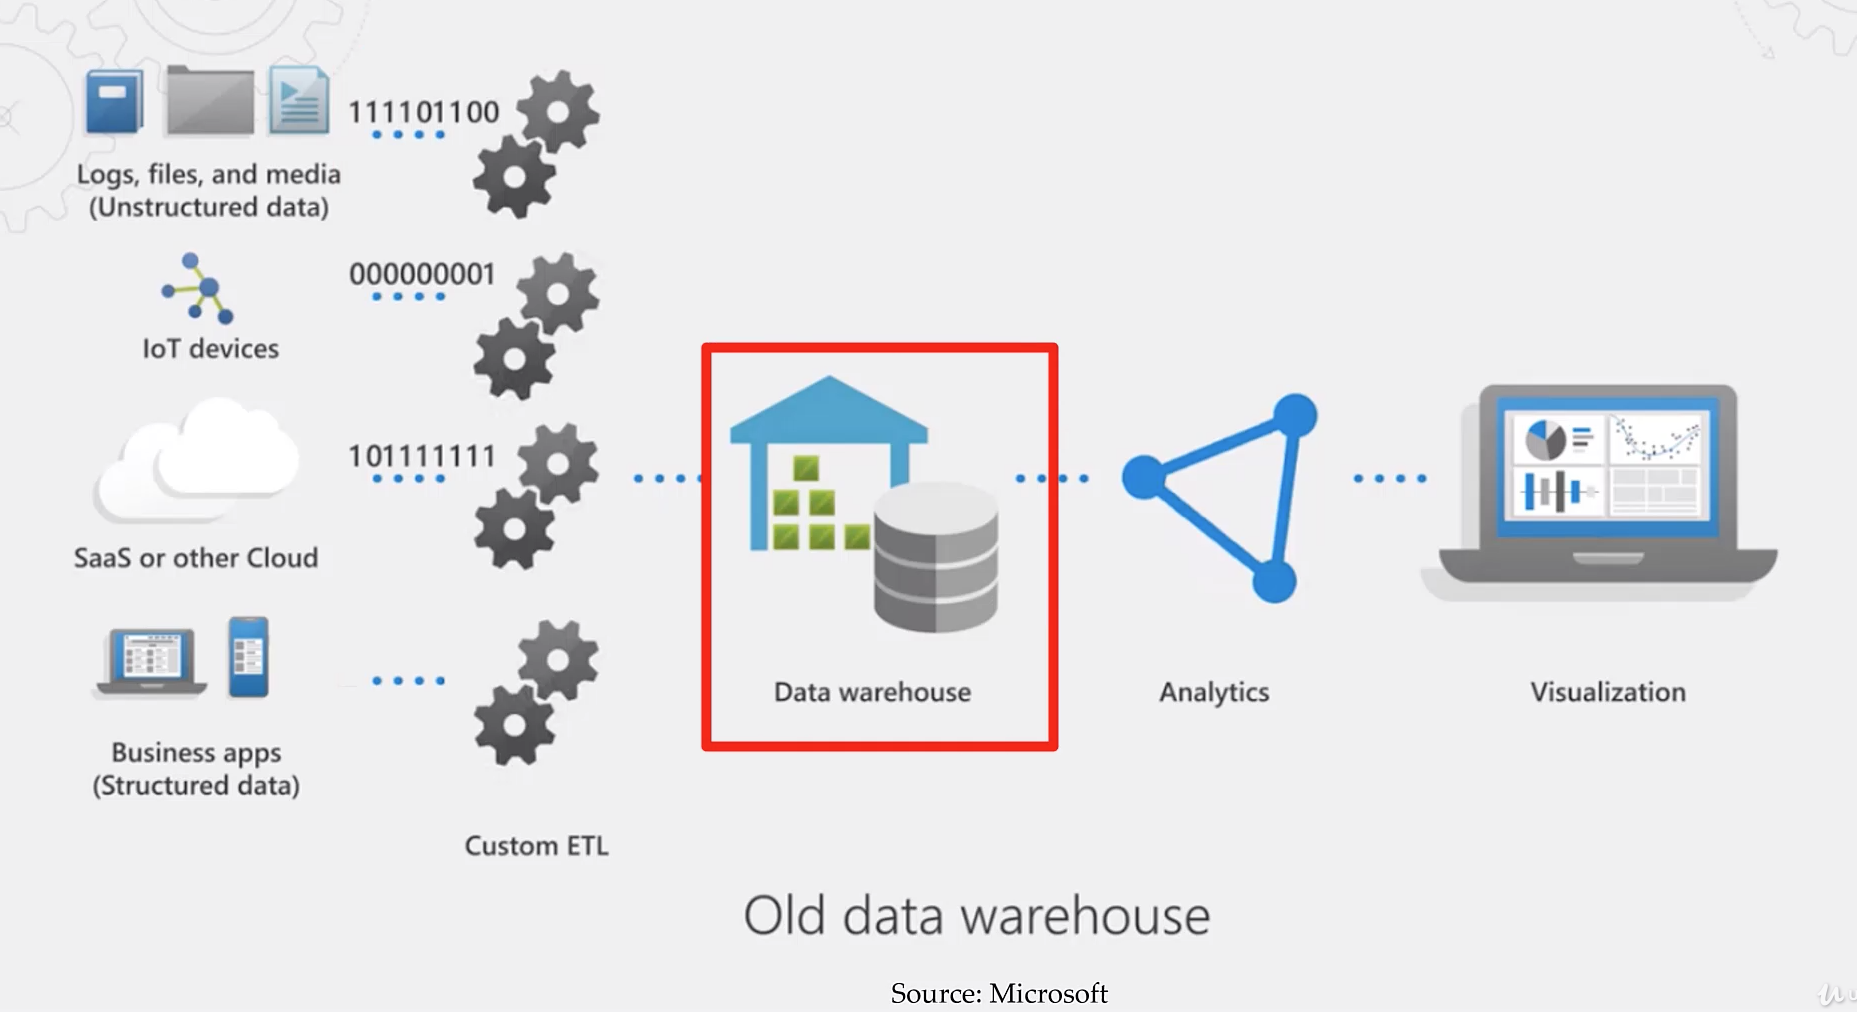 111101100
Logs, files, and media
(Unstructured data)
000000001
IoT devices
101111111
SaaS or other Cloud
Data warehouse
Analytics
Visualization
Business apps
(Structured data)
Custom ETL
Old data warehouse
Source: Microsoft